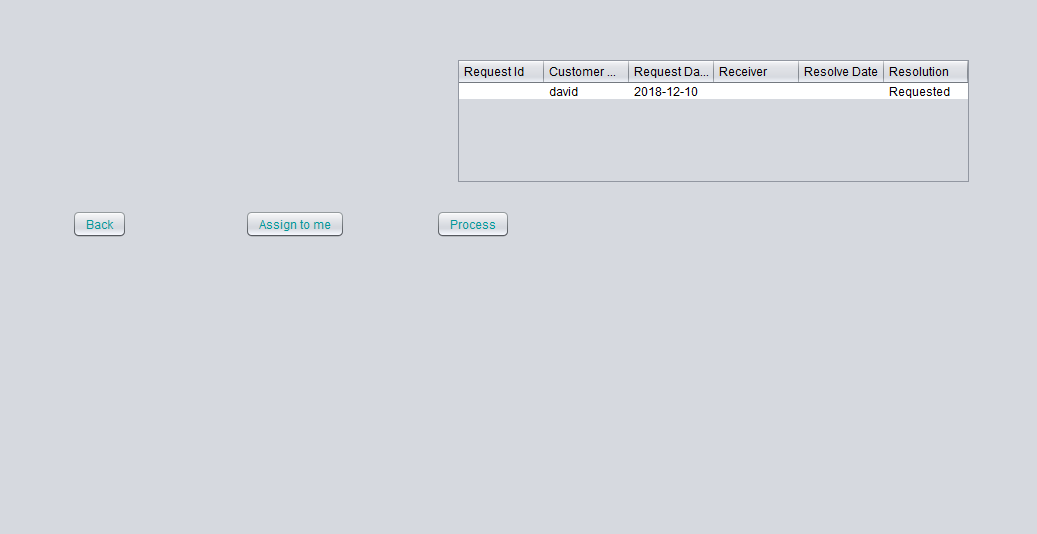 Request Id Customer ... Request Da... Receiver Resolve Date Resolution
david 2018-12-10 Requested
Back Assign to me Process